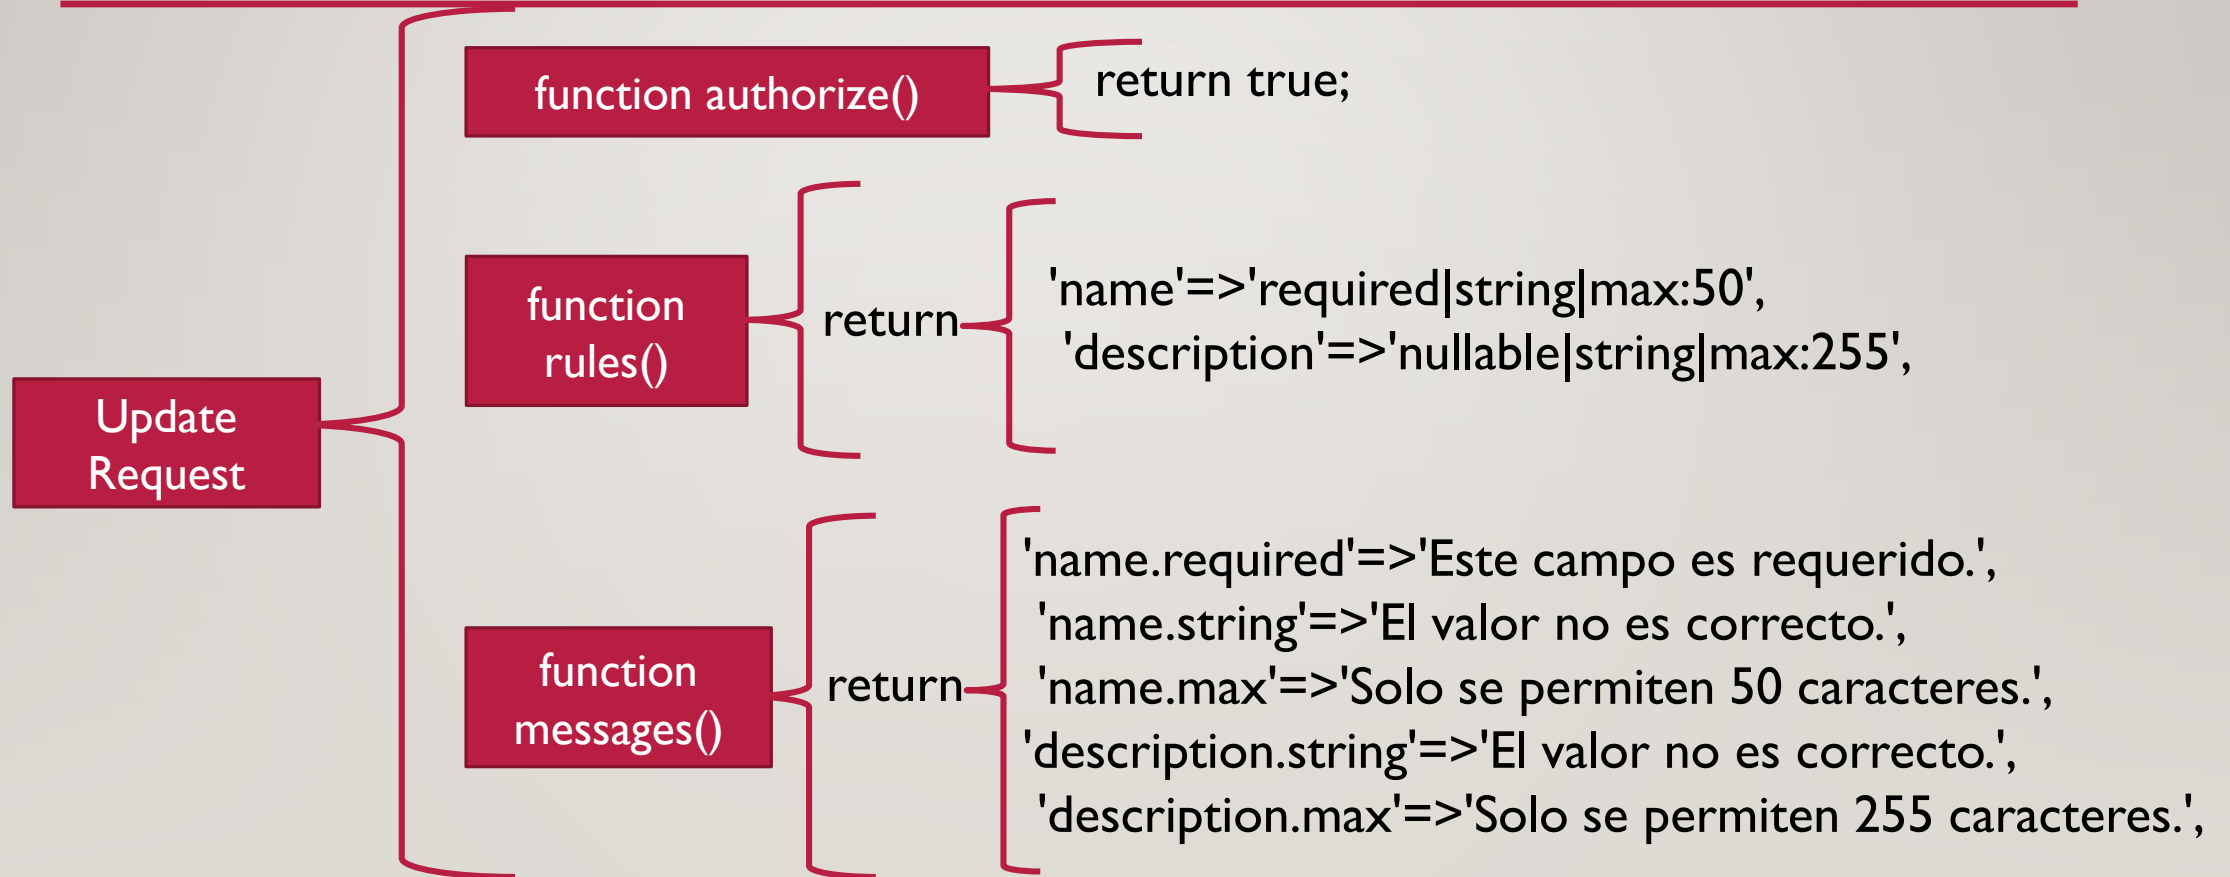 function authorize()
return true;
function
rules()
return
'name'=>'required|string|max:50',
'description'=>'nullable|string|max:255',
Update
Request
function
messages()
return
'name.required'=>'Este campo es requerido.',
'name.string'=>'El valor no es correcto.',
'name.max'=>'Solo se permiten 50 caracteres.',
'description.string'=>'El valor no es correcto.',
'description.max'=>'Solo se permiten 255 caracteres.',